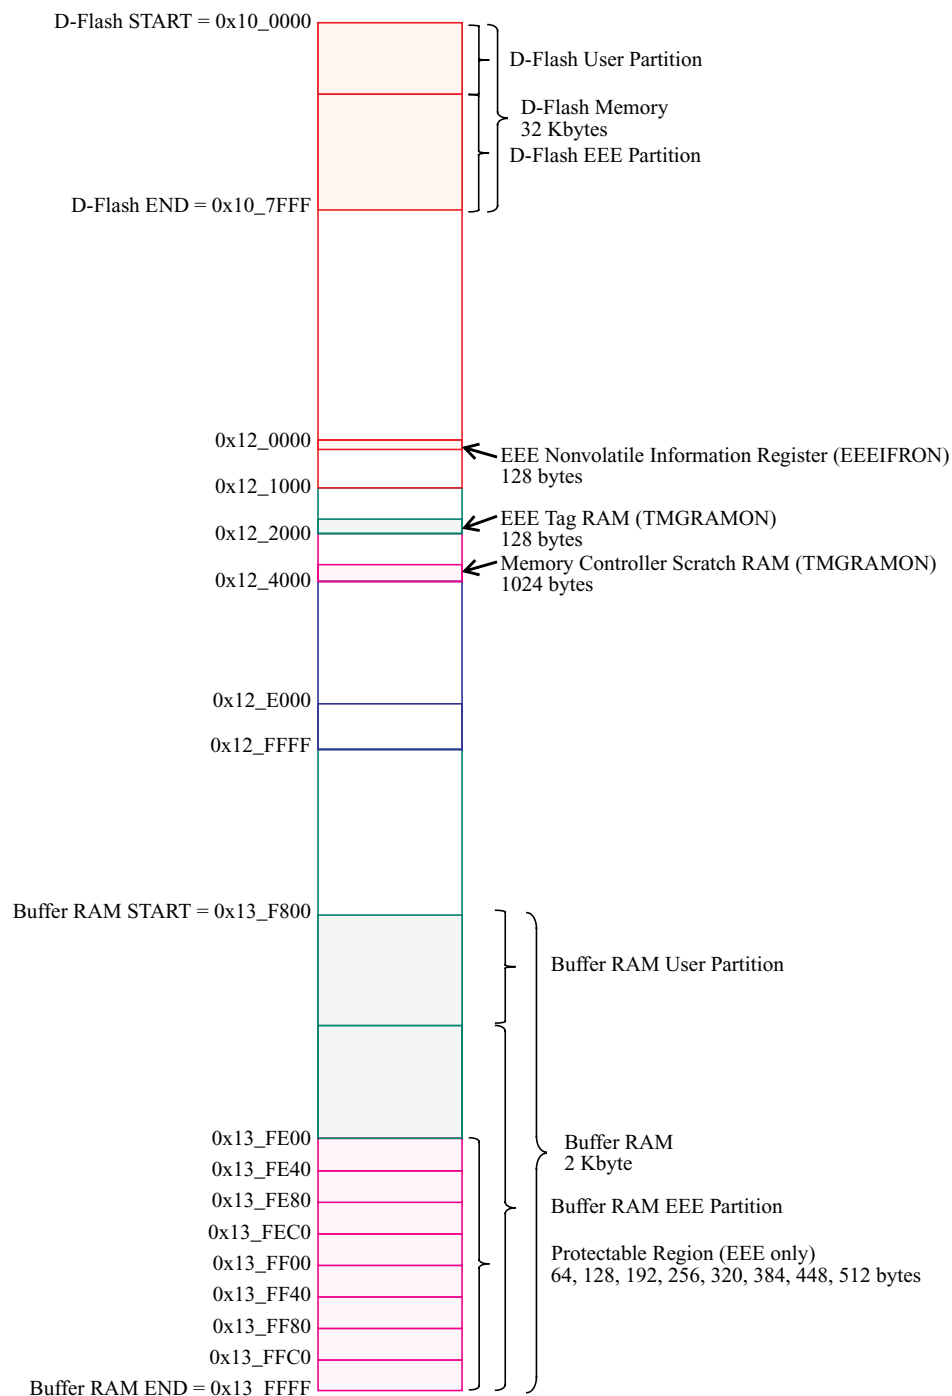 D-Flash START = 0x10_0000
D-Flash User Partition
D-Flash Memory
32 Kbytes
D-Flash EEE Partition
D-Flash END = 0x10_7FFF
0x12_0000
EEE Nonvolatile Information Register (EEEIFRON)
128 bytes
0x12_1000
EEE Tag RAM (TMGRAMON)
128 bytes
0x12_2000
Memory Controller Scratch RAM (TMGRAMON)
1024 bytes
0x12_4000
0x12_E000
0x12_FFFF
Buffer RAM START = 0x13_F800
Buffer RAM User Partition
0x13_FE00
Buffer RAM
2 Kbyte
0x13_FE40
0x13_FE80
Buffer RAM EEE Partition
0x13_FEC0
Protectable Region (EEE only)
64, 128, 192, 256, 320, 384, 448, 512 bytes
0x13_FF00
0x13_FF40
0x13_FF80
0x13_FFC0
Buffer RAM END = 0x13_FFFF